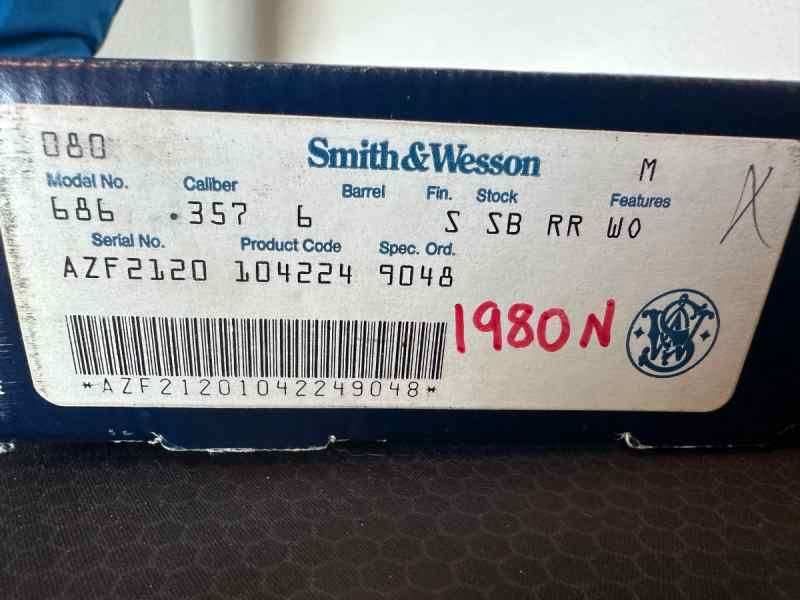 080
Smith & Wesson
M
X
Model No. Caliber Barrel Fin. Stock Features
686 .357 6 S SB RR WO
Serial No. Product Code Spec. Ord.
AZF2120 104224 9048
1980N
*AZF21201042249048*